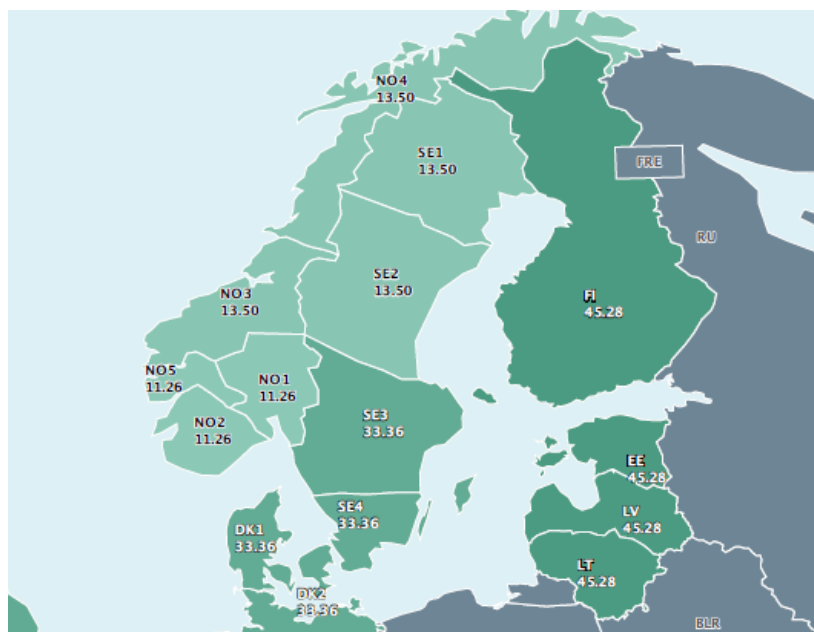 NO4
13.50
SE1
13.50
FRE
RU
SE2
13.50
NO3
13.50
FI
45.28
NO5
11.26
NO1
11.26
NO2
11.26
SE3
33.36
EE
45.28
SE4
33.36
LV
45.28
DK1
33.36
LT
45.28
DK2
33.36
BLR